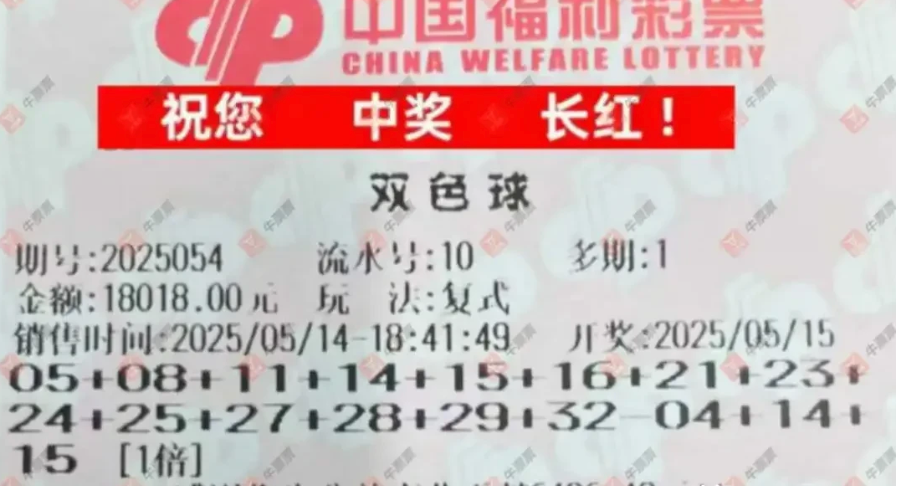 中国福利彩票
CHINA WELFARE LOTTERY
祝您 中奖 长红!
双色球
期号:2025054 流水号:10 多期:1
金额:18018.00元 玩 法:复式
销售时间:2025/05/14-18:41:49 开奖:2025/05/15
05+08+11+14+15+16+21+23+
24+25+27+28+29+32-04+14+
15 [1倍]